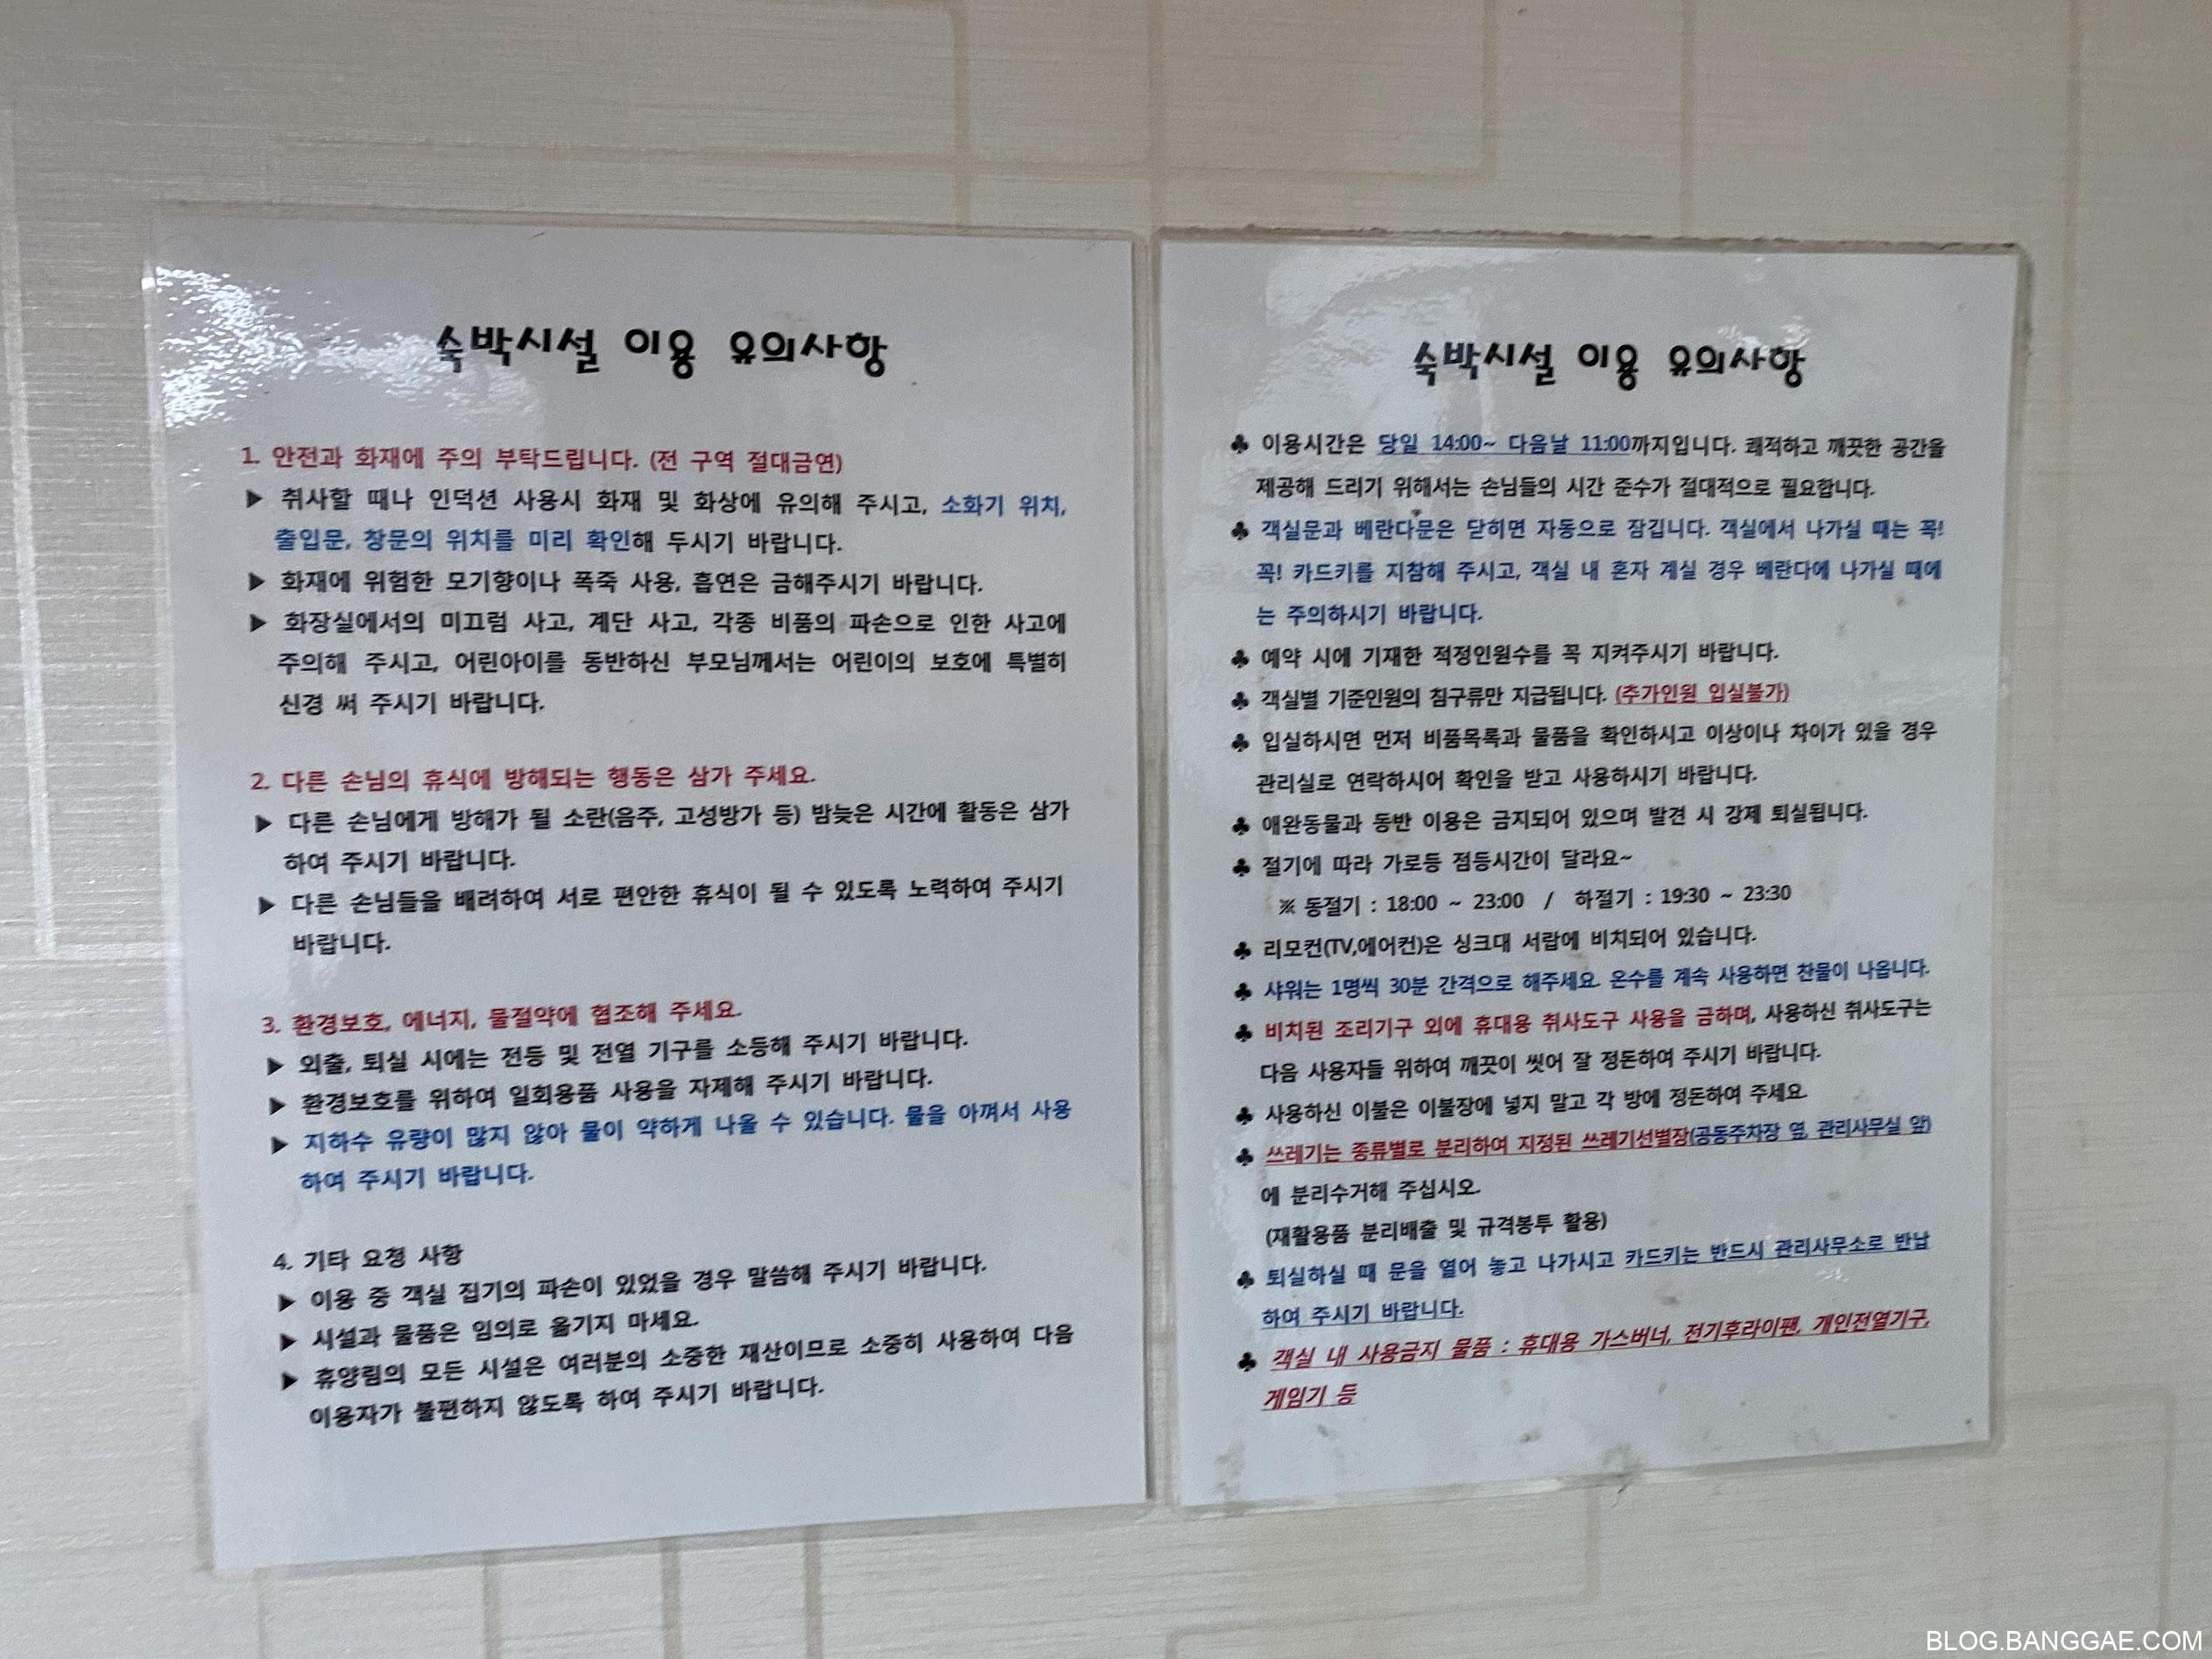 숙박시설 이용 유의사항
1. 안전과 화재에 주의 부탁드립니다. (전 구역 절대금연)
▶ 취사할 때나 인덕션 사용시 화재 및 화상에 유의해 주시고, 소화기 위치,
출입문, 창문의 위치를 미리 확인해 두시기 바랍니다.
▶ 화재에 위험한 모기향이나 폭죽 사용, 흡연은 금해주시기 바랍니다.
▶ 화장실에서의 미끄럼 사고, 계단 사고, 각종 비품의 파손으로 인한 사고에
주의해 주시고, 어린아이를 동반하신 부모님께서는 어린이의 보호에 특별히
신경 써 주시기 바랍니다.
2. 다른 손님의 휴식에 방해되는 행동은 삼가 주세요.
▶ 다른 손님에게 방해가 될 소란(음주, 고성방가 등) 밤늦은 시간에 활동은 삼가
하여 주시기 바랍니다.
▶ 다른 손님들을 배려하여 서로 편안한 휴식이 될 수 있도록 노력하여 주시기
바랍니다.
3. 환경보호, 에너지, 물절약에 협조해 주세요.
▶ 외출, 퇴실 시에는 전등 및 전열 기구를 소등해 주시기 바랍니다.
▶ 환경보호를 위하여 일회용품 사용을 자제해 주시기 바랍니다.
▶ 지하수 유량이 많지 않아 물이 약하게 나올 수 있습니다. 물을 아껴서 사용
하여 주시기 바랍니다.
4. 기타 요청 사항
▶ 이용 중 객실 집기의 파손이 있었을 경우 말씀해 주시기 바랍니다.
▶ 시설과 물품은 임의로 옮기지 마세요.
▶ 휴양림의 모든 시설은 여러분의 소중한 재산이므로 소중히 사용하여 다음
이용자가 불편하지 않도록 하여 주시기 바랍니다.
숙박시설 이용 유의사항
♣ 이용시간은 당일 14:00~ 다음날 11:00까지입니다. 쾌적하고 깨끗한 공간을
제공해 드리기 위해서는 손님들의 시간 준수가 절대적으로 필요합니다.
♣ 객실문과 베란다문은 닫히면 자동으로 잠깁니다. 객실에서 나가실 때는 꼭!
꼭! 카드키를 지참해 주시고, 객실 내 혼자 계실 경우 베란다에 나가실 때에
는 주의하시기 바랍니다.
♣ 예약 시에 기재한 적정인원수를 꼭 지켜주시기 바랍니다.
♣ 객실별 기준인원의 침구류만 지급됩니다. (추가인원 입실불가)
♣ 입실하시면 먼저 비품목록과 물품을 확인하시고 이상이나 차이가 있을 경우
관리실로 연락하시어 확인을 받고 사용하시기 바랍니다.
♣ 애완동물과 동반 이용은 금지되어 있으며 발견 시 강제 퇴실됩니다.
♣ 절기에 따라 가로등 점등시간이 달라요~
※ 동절기 : 18:00 ~ 23:00 / 하절기 : 19:30 ~ 23:30
♣ 리모컨(TV,에어컨)은 싱크대 서랍에 비치되어 있습니다.
♣ 샤워는 1명씩 30분 간격으로 해주세요. 온수를 계속 사용하면 찬물이 나옵니다.
♣ 비치된 조리기구 외에 휴대용 취사도구 사용을 금하며, 사용하신 취사도구는
다음 사용자들 위하여 깨끗이 씻어 잘 정돈하여 주시기 바랍니다.
♣ 사용하신 이불은 이불장에 넣지 말고 각 방에 정돈하여 주세요.
♣ 쓰레기는 종류별로 분리하여 지정된 쓰레기선별장(공동주차장 옆, 관리사무실 앞)
에 분리수거해 주십시오.
(재활용품 분리배출 및 규격봉투 활용)
♣ 퇴실하실 때 문을 열어 놓고 나가시고 카드키는 반드시 관리사무소로 반납
하여 주시기 바랍니다.
♣ 객실 내 사용금지 물품 : 휴대용 가스버너, 전기후라이팬, 개인전열기구,
게임기 등
BLOG.BANGGAE.COM